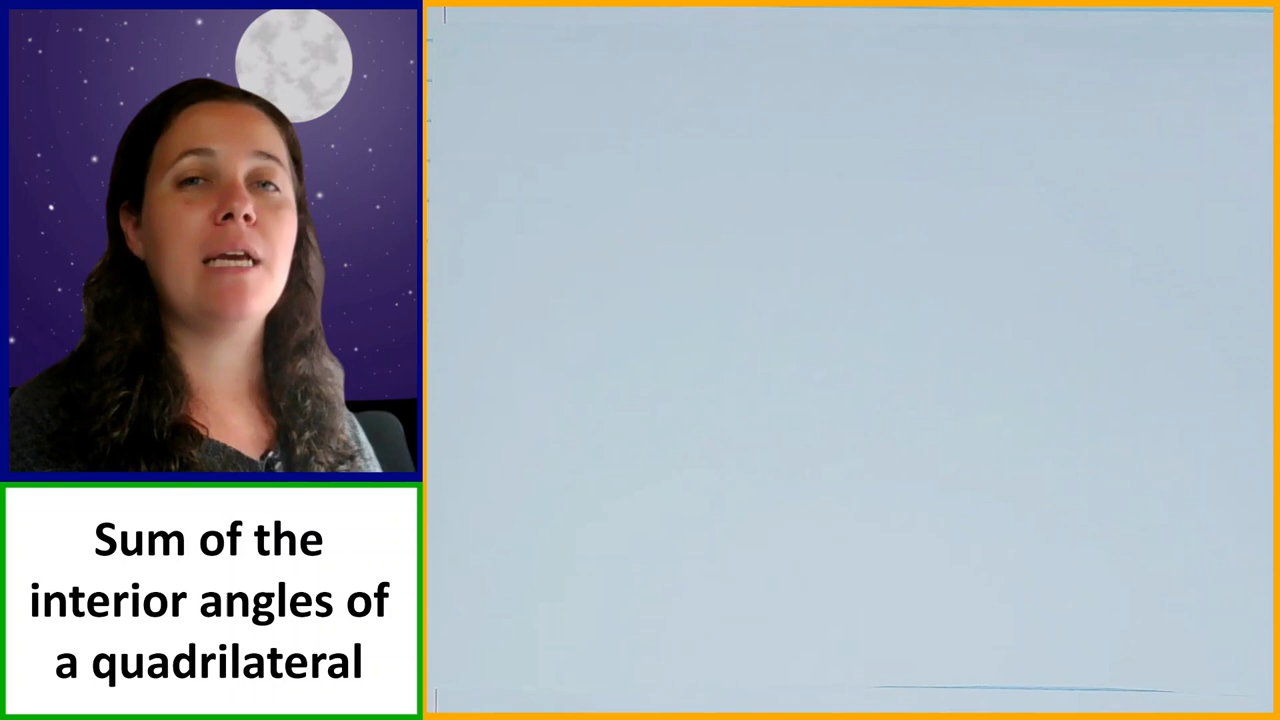 Sum of the
interior angles of
a quadrilateral